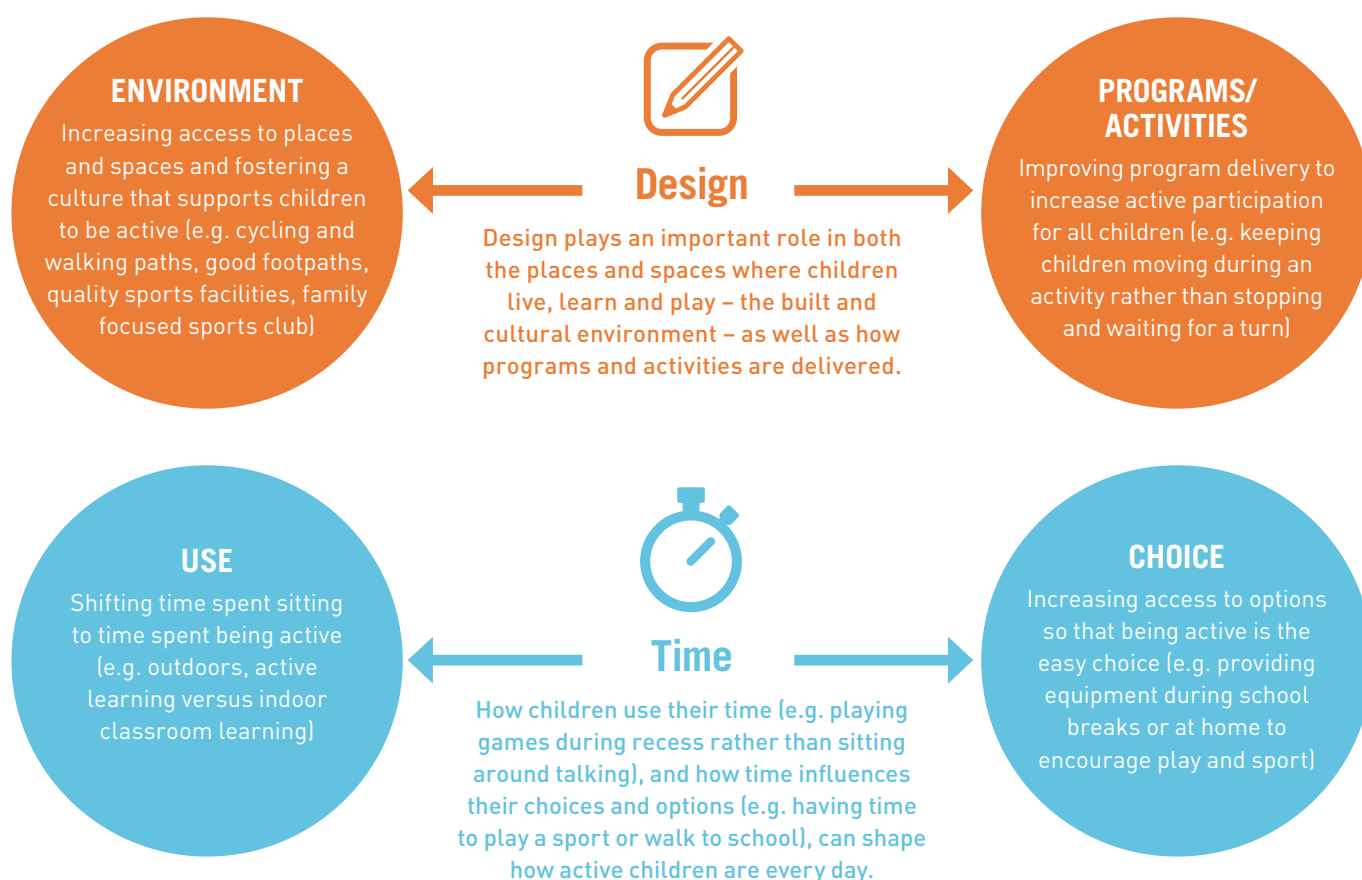 ENVIRONMENT
Increasing access to places
and spaces and fostering a
culture that supports children
to be active (e.g. cycling and
walking paths, good footpaths,
quality sports facilities, family
focused sports club)
Design
Design plays an important role in both
the places and spaces where children
live, learn and play – the built and
cultural environment – as well as how
programs and activities are delivered.
PROGRAMS/
ACTIVITIES
Improving program delivery to
increase active participation
for all children (e.g. keeping
children moving during an
activity rather than stopping
and waiting for a turn)
USE
Shifting time spent sitting
to time spent being active
(e.g. outdoors, active
learning versus indoor
classroom learning)
Time
How children use their time (e.g. playing
games during recess rather than sitting
around talking), and how time influences
their choices and options (e.g. having time
to play a sport or walk to school), can shape
how active children are every day.
CHOICE
Increasing access to options
so that being active is the
easy choice (e.g. providing
equipment during school
breaks or at home to
encourage play and sport)